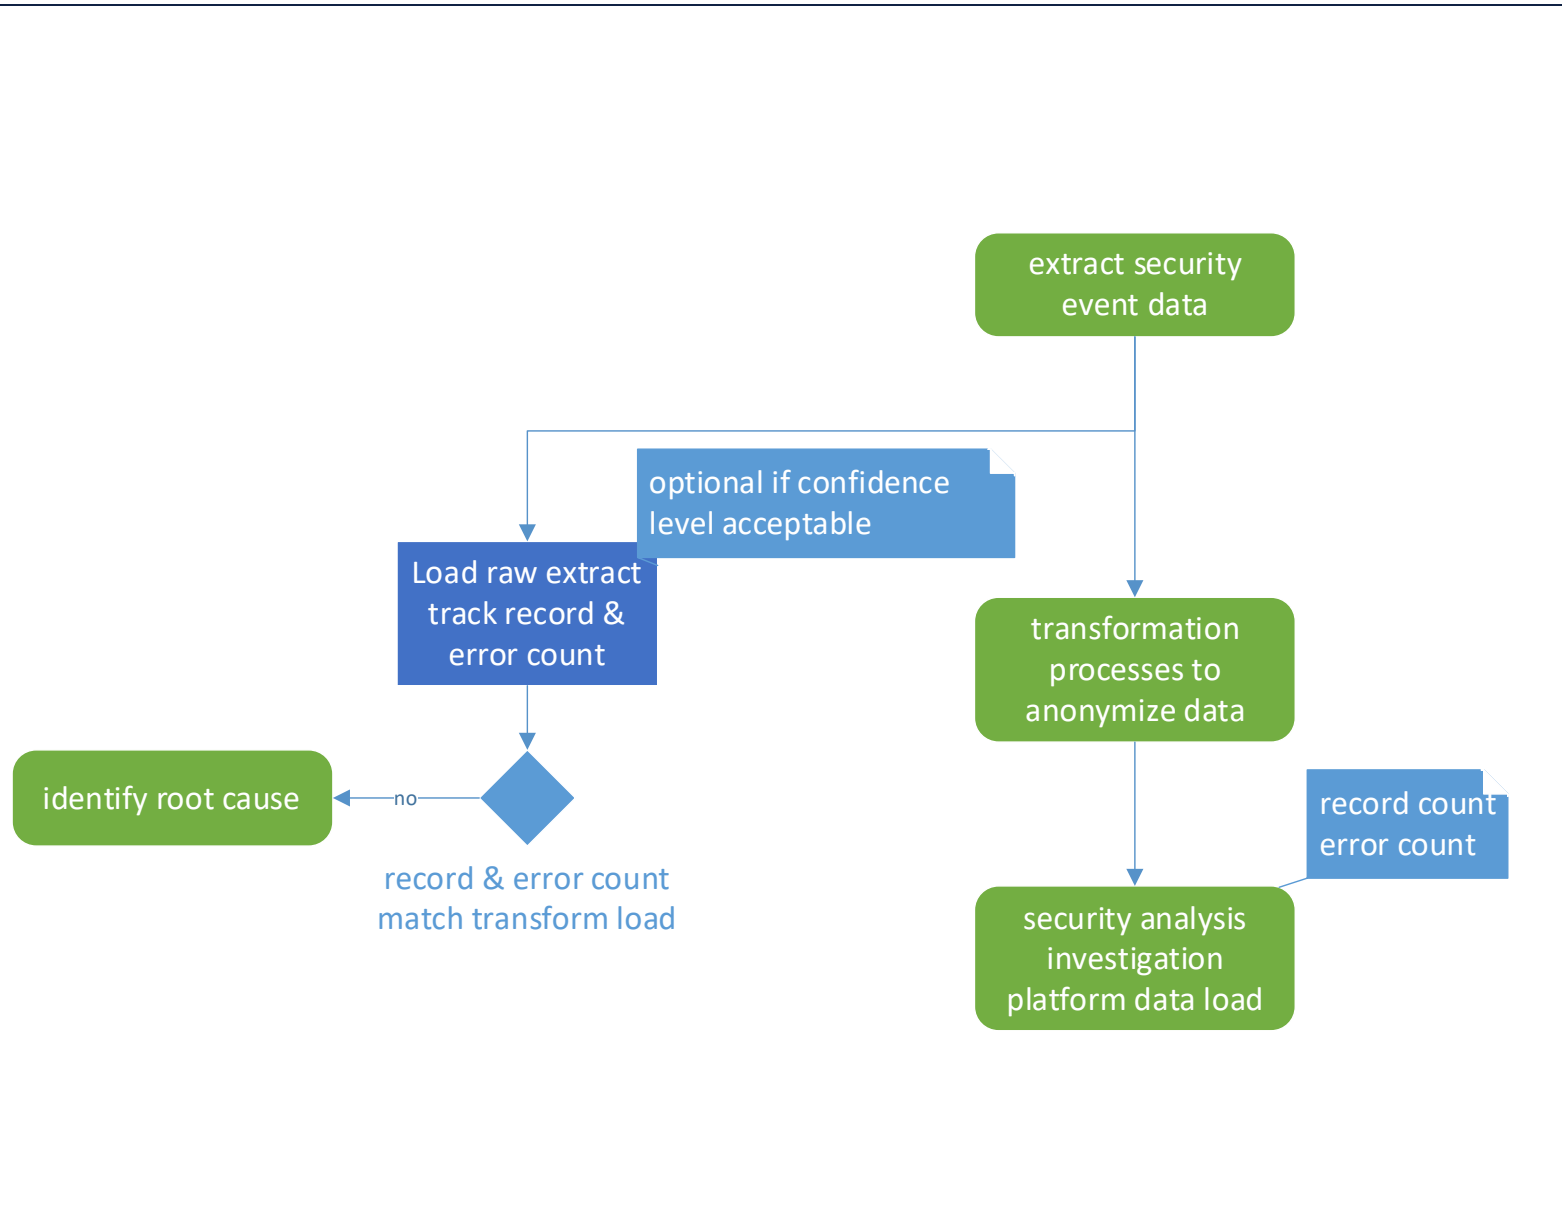 extract security
event data
optional if confidence
level acceptable
Load raw extract
track record &
error count
transformation
processes to
anonymize data
identify root cause
no
record count
error count
record & error count
match transform load
security analysis
investigation
platform data load